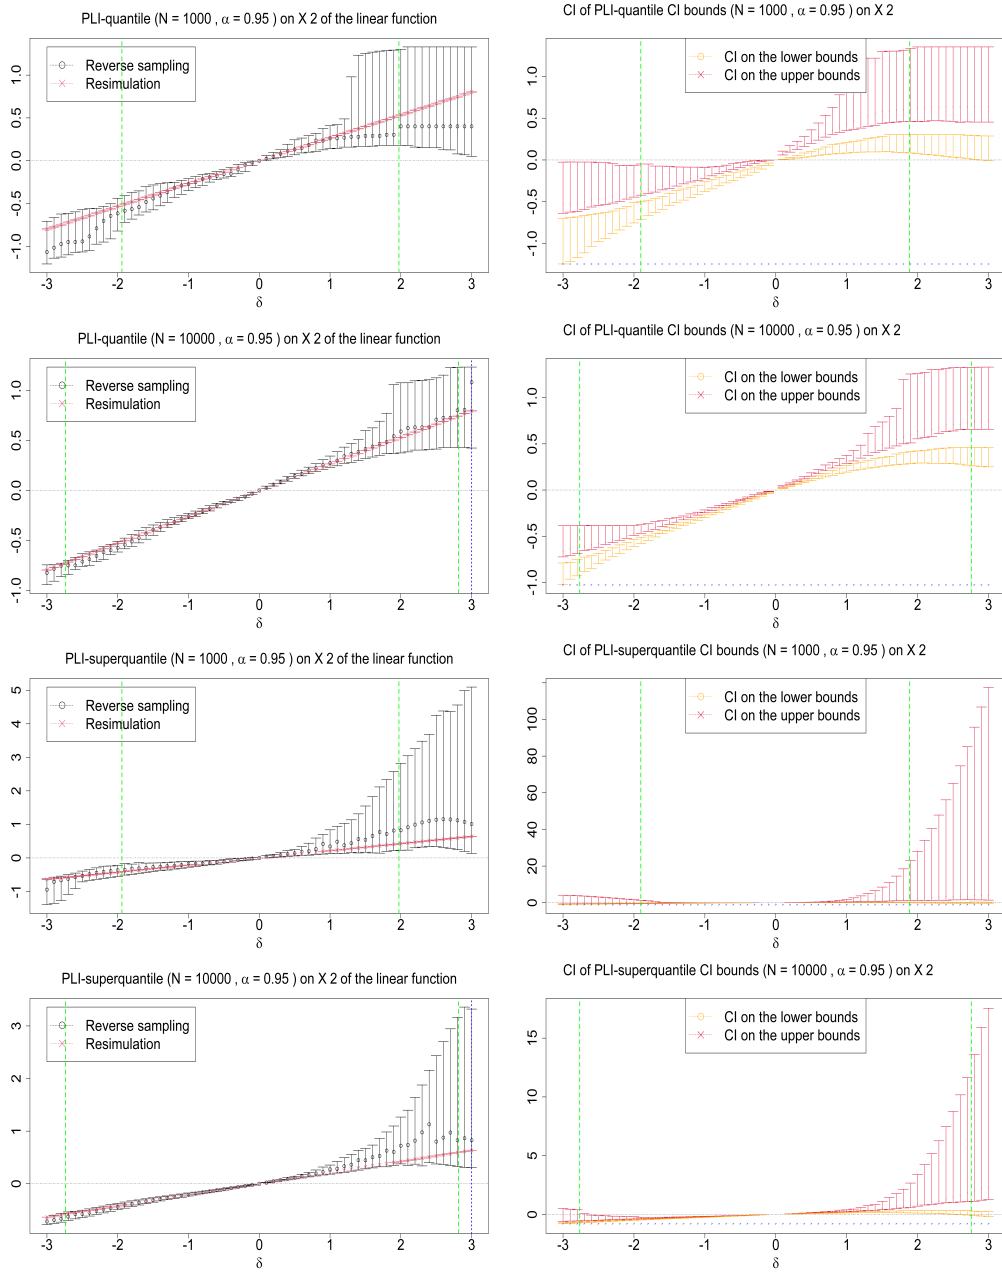 PLI-quantile (N = 1000 , α = 0.95 ) on X 2 of the linear function
Reverse sampling
Resimulation
1.0
0.5
0.0
-0.5
-1.0
-3 -2 -1 0 1 2 3
δ
CI of PLI-quantile CI bounds (N = 1000 , α = 0.95 ) on X 2
CI on the lower bounds
CI on the upper bounds
1.0
0.5
0.0
-0.5
-1.0
-3 -2 -1 0 1 2 3
δ
PLI-quantile (N = 10000 , α = 0.95 ) on X 2 of the linear function
Reverse sampling
Resimulation
1.0
0.5
0.0
-0.5
-1.0
-3 -2 -1 0 1 2 3
δ
CI of PLI-quantile CI bounds (N = 10000 , α = 0.95 ) on X 2
CI on the lower bounds
CI on the upper bounds
1.0
0.5
0.0
-0.5
-1.0
-3 -2 -1 0 1 2 3
δ
PLI-superquantile (N = 1000 , α = 0.95 ) on X 2 of the linear function
Reverse sampling
Resimulation
5
4
3
2
1
0
-1
-3 -2 -1 0 1 2 3
δ
CI of PLI-superquantile CI bounds (N = 1000 , α = 0.95 ) on X 2
CI on the lower bounds
CI on the upper bounds
100
80
60
40
20
0
-3 -2 -1 0 1 2 3
δ
PLI-superquantile (N = 10000 , α = 0.95 ) on X 2 of the linear function
Reverse sampling
Resimulation
3
2
1
0
-3 -2 -1 0 1 2 3
δ
CI of PLI-superquantile CI bounds (N = 10000 , α = 0.95 ) on X 2
CI on the lower bounds
CI on the upper bounds
15
10
5
0
-3 -2 -1 0 1 2 3
δ